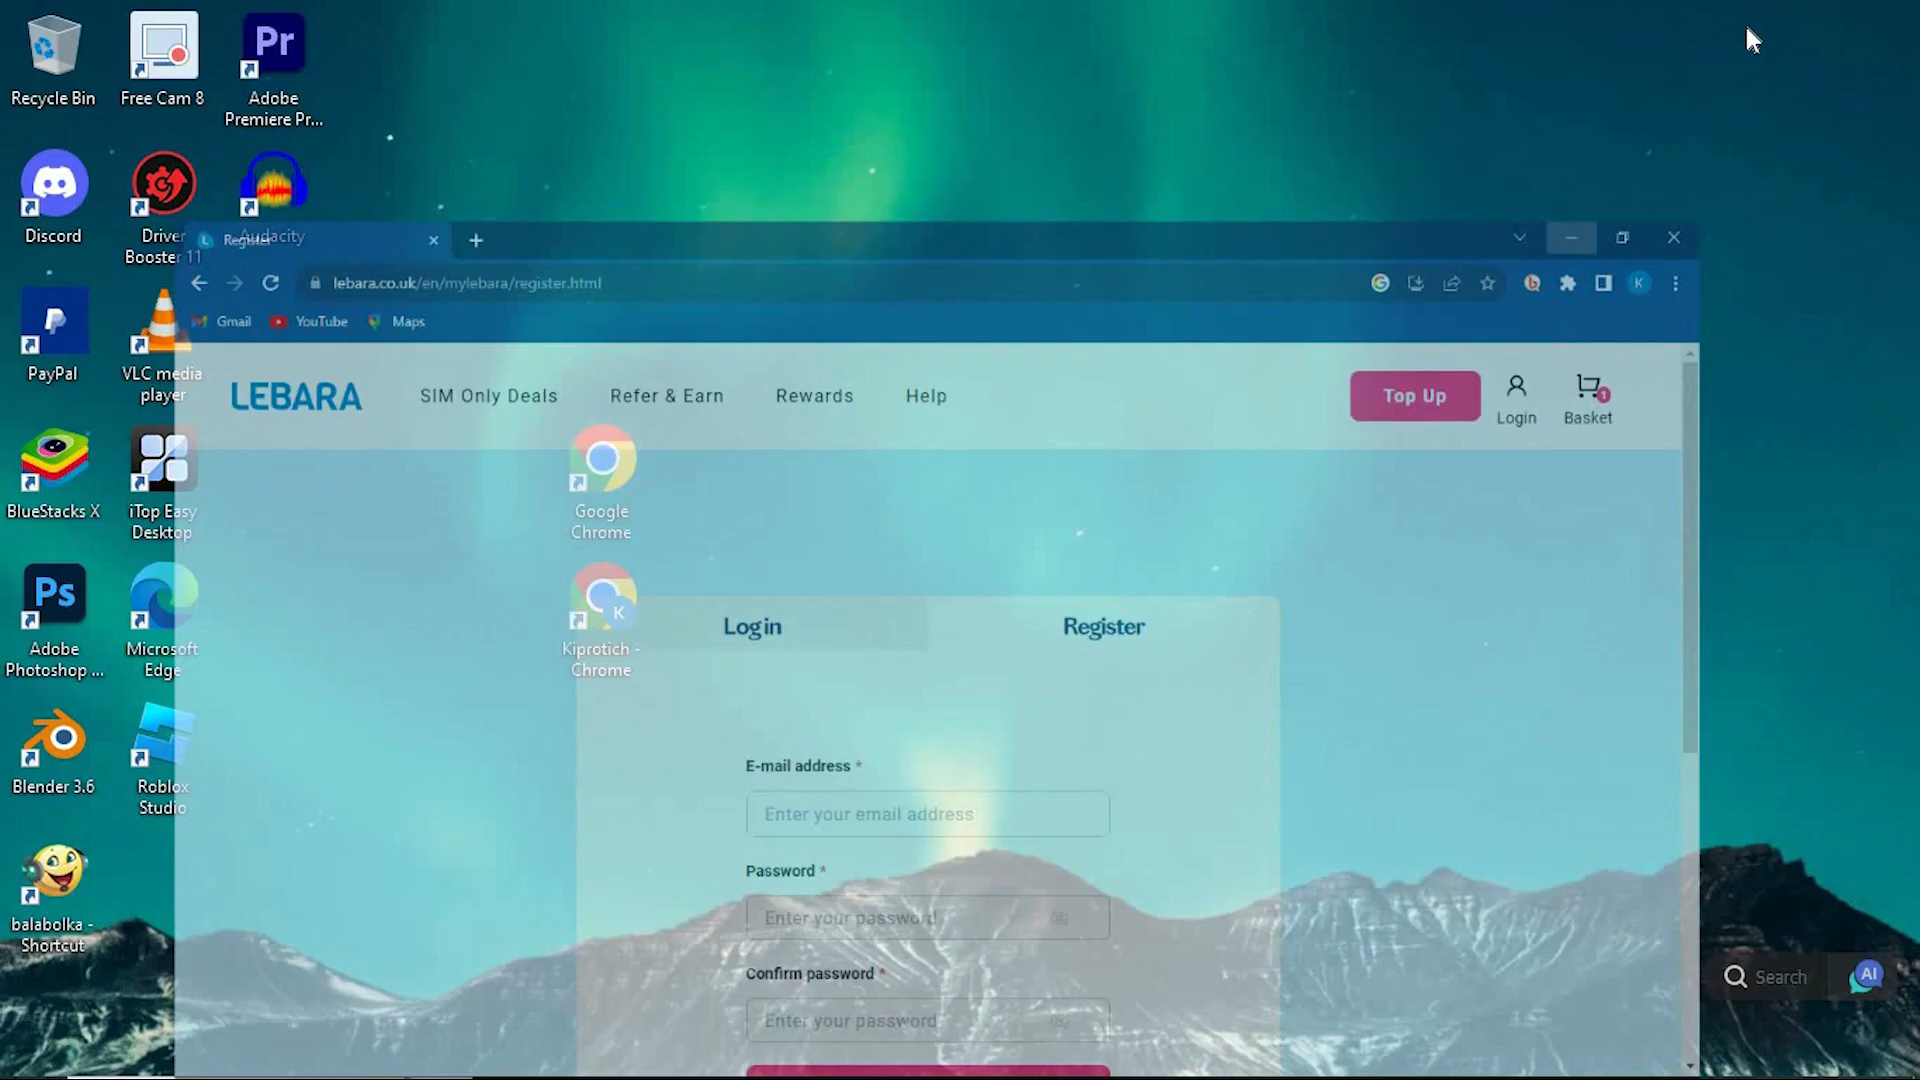 Recycle Bin
Free Cam 8
Pr
Adobe
Premiere Pr...
Discord
Driver
Booster 11
Audacity
PayPal
VLC media
player
BlueStacks X
iTop Easy
Desktop
Ps
Adobe
Photoshop ...
Microsoft
Edge
Blender 3.6
Roblox
Studio
balabolka -
Shortcut
Google
Chrome
K
Kiprotich -
Chrome
Register
lebara.co.uk/en/mylebara/register.html
K
Gmail
YouTube
Maps
LEBARA
SIM Only Deals
Refer & Earn
Rewards
Help
Top Up
Login
1
Basket
Login
Register
E-mail address *
Enter your email address
Password *
Enter your password
Confirm password *
Enter your password
Search
AI